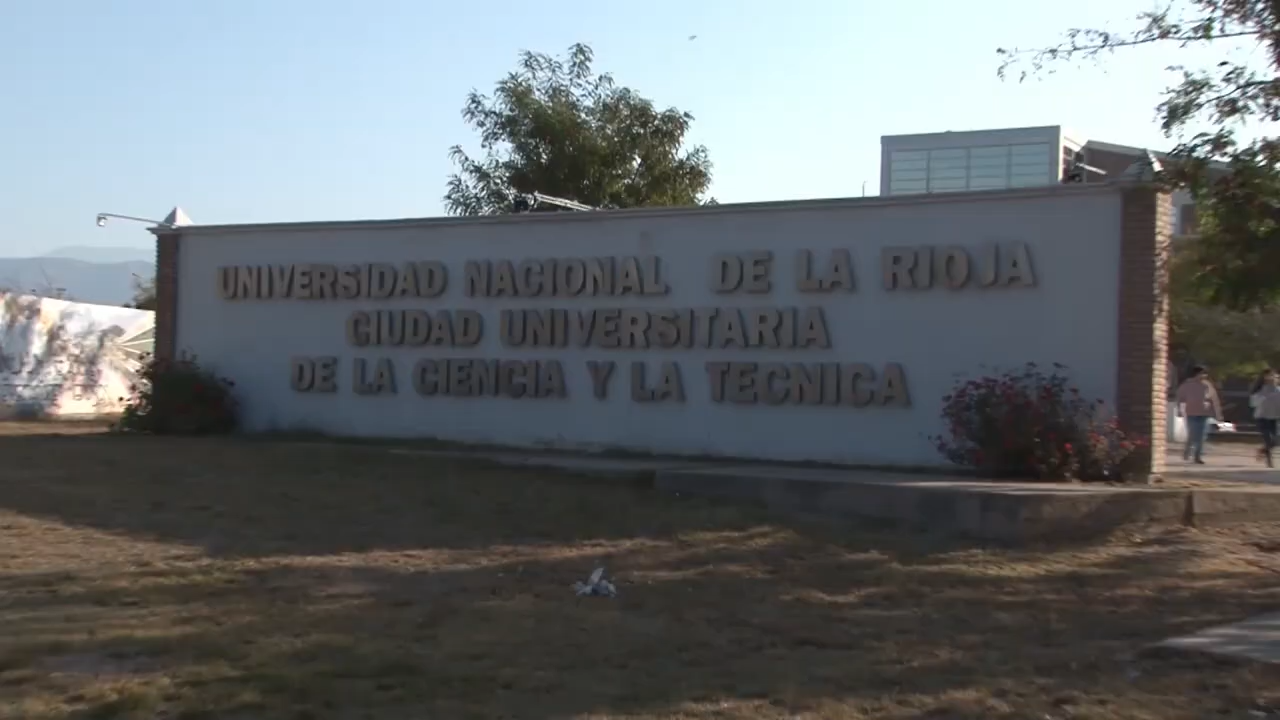 UNIVERSIDAD NACIONAL DE LA RIOJA
CIUDAD UNIVERSITARIA
DE LA CIENCIA Y LA TECNICA